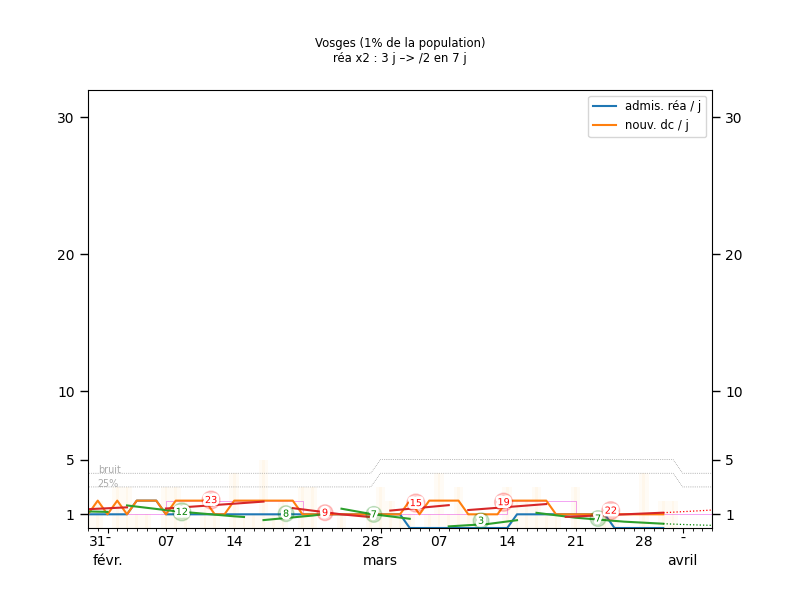 Vosges (1% de la population)
réa x2 : 3 j –> /2 en 7 j
admis. réa / j
nouv. dc / j
30 30
20 20
10 10
5 5
bruit
25%
1 1
12 23 8 9 7 15 3 19 7 22
31 07 14 21 28 07 14 21 28 -
févr. mars avril